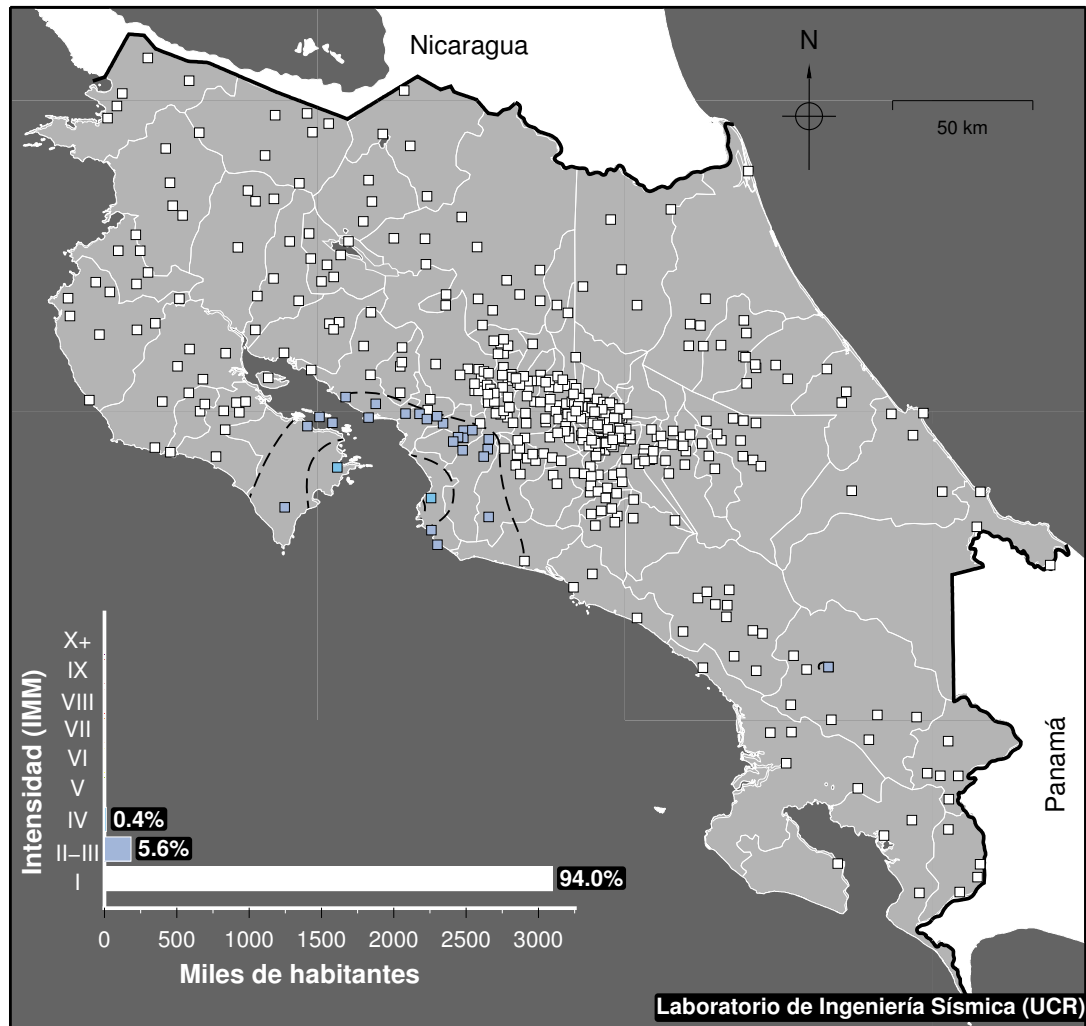 Nicaragua
N
50 km
Panamá
Intensidad (IMM)
X+
IX
VIII
VII
VI
V
IV
0.4%
II−III
5.6%
I
94.0%
0 500 1000 1500 2000 2500 3000
Miles de habitantes
Laboratorio de Ingeniería Sísmica (UCR)